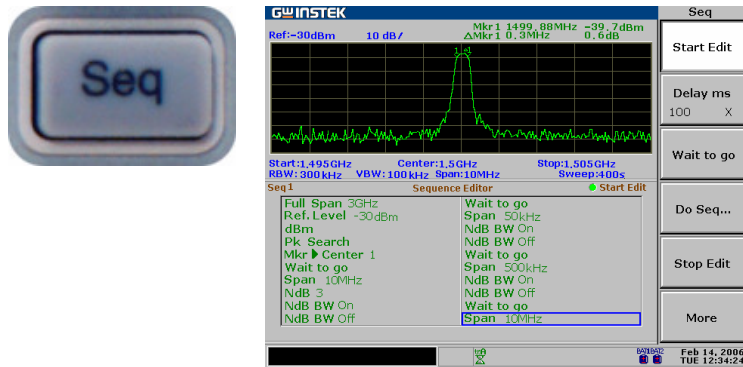 Seq
GWINSTEK
Seq
Ref:-30dBm 10 dB/ Mkr1 1499.88MHz -39.7dBm
ΔMkr1 0.3MHz 0.6dB
1 1
Start:1.495GHz Center:1.5GHz Stop:1.505GHz
RBW:300kHz VBW:100kHz Span:10MHz Sweep:400s
Seq1 Sequence Editor Start Edit
Full Span 3GHz
Ref.Level -30dBm
dBm
Pk Search
Mkr▶Center 1
Wait to go
Span 10MHz
NdB 3
NdB BW On
NdB BW Off
Wait to go
Span 50kHz
NdB BW On
NdB BW Off
Wait to go
Span 500kHz
NdB BW On
NdB BW Off
Wait to go
Span 10MHz
Start Edit
Delay ms
100 X
Wait to go
Do Seq...
Stop Edit
More
BAT1BAT2
Feb 14, 2006
TUE 12:34:24